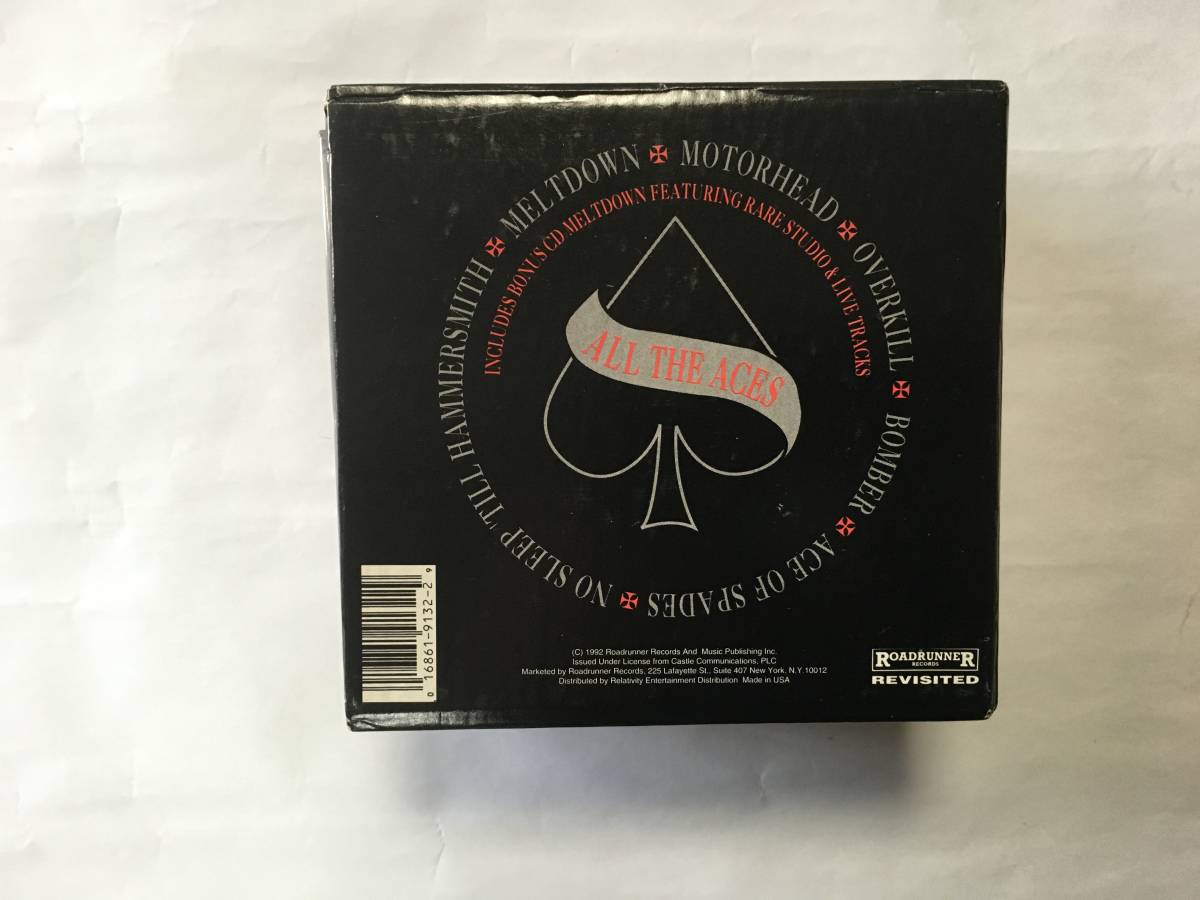 MELTDOWN ✠ MOTORHEAD ✠ OVERKILL ✠ BOMBER ✠ ACE OF SPADES ✠ NO SLEEP 'TILL HAMMERSMITH ✠
INCLUDES BONUS CD MELTDOWN FEATURING RARE STUDIO & LIVE TRACKS
ALL THE ACES
0 16861-9132-2 9
(C) 1992 Roadrunner Records And Music Publishing Inc.
Issued Under License from Castle Communications, PLC
Marketed by Roadrunner Records, 225 Lafayette St., Suite 407 New York. N.Y.10012
Distributed by Relativity Entertainment Distribution Made in USA
ROADRUNNER
RECORDS
REVISITED